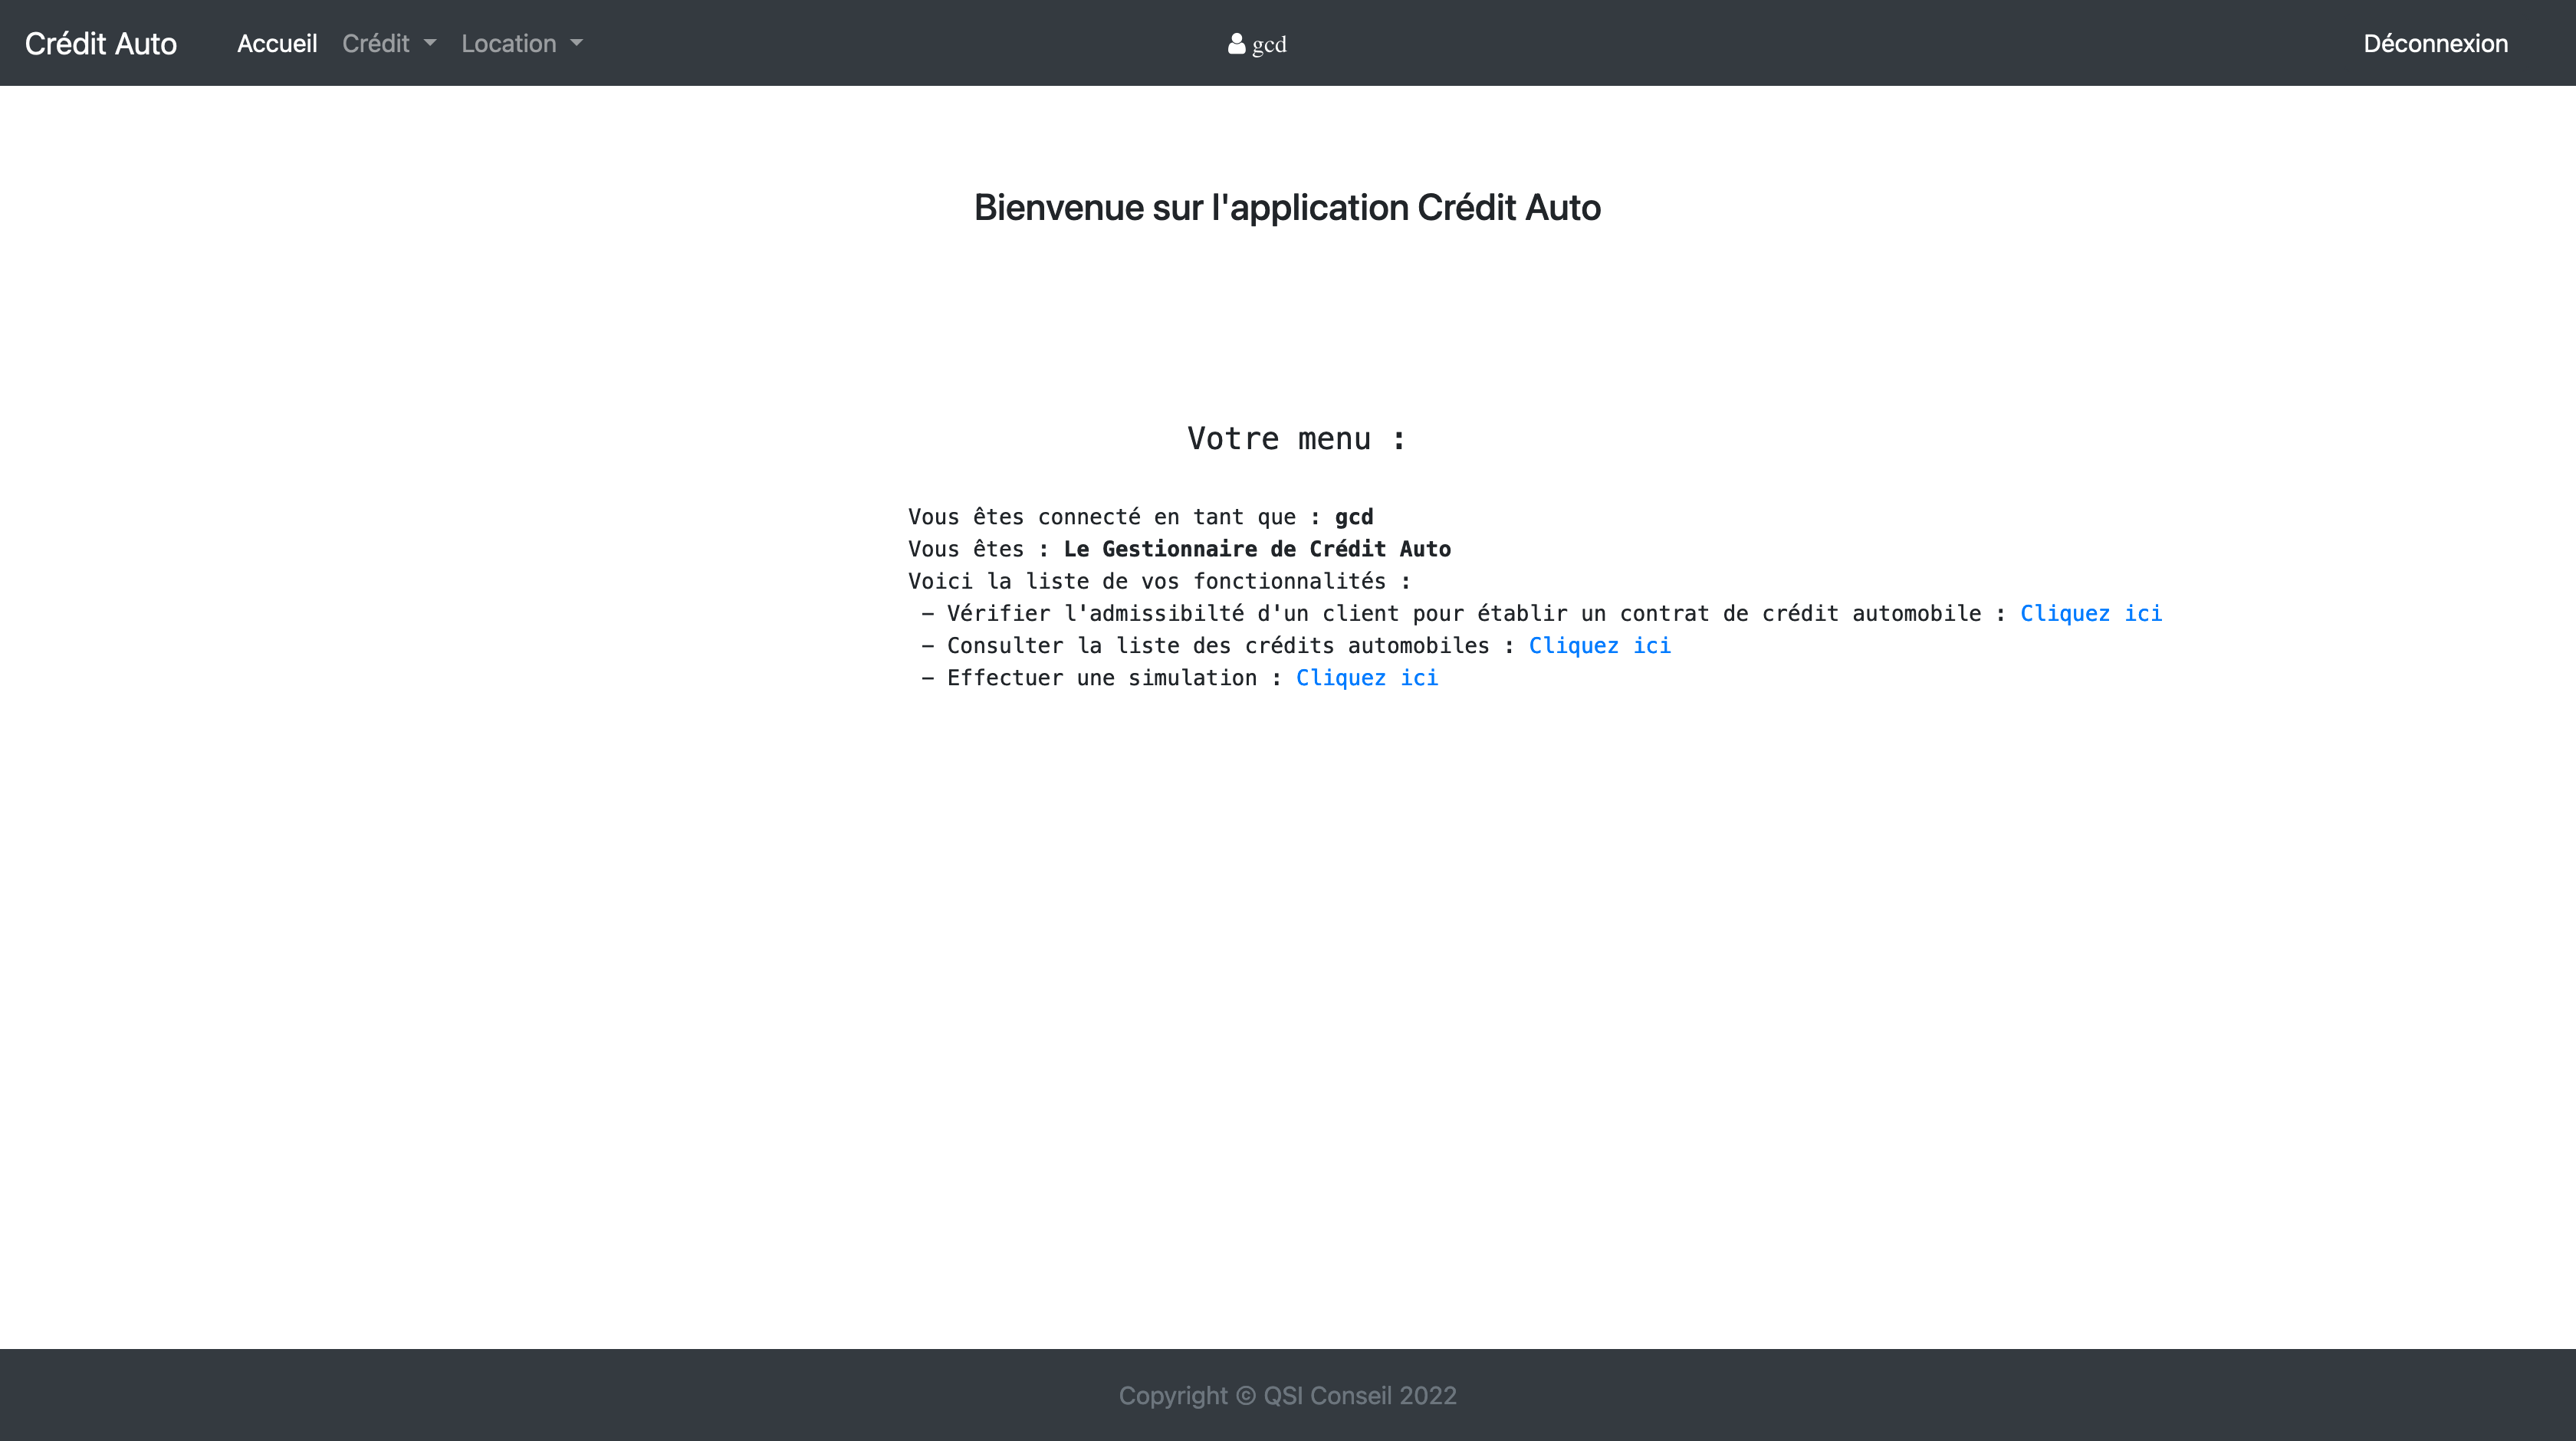 Crédit Auto Accueil Crédit Location gcd Déconnexion
Bienvenue sur l'application Crédit Auto
Votre menu :
Vous êtes connecté en tant que : gcd
Vous êtes : Le Gestionnaire de Crédit Auto
Voici la liste de vos fonctionnalités :
- Vérifier l'admissibilté d'un client pour établir un contrat de crédit automobile : Cliquez ici
- Consulter la liste des crédits automobiles : Cliquez ici
- Effectuer une simulation : Cliquez ici
Copyright © QSI Conseil 2022